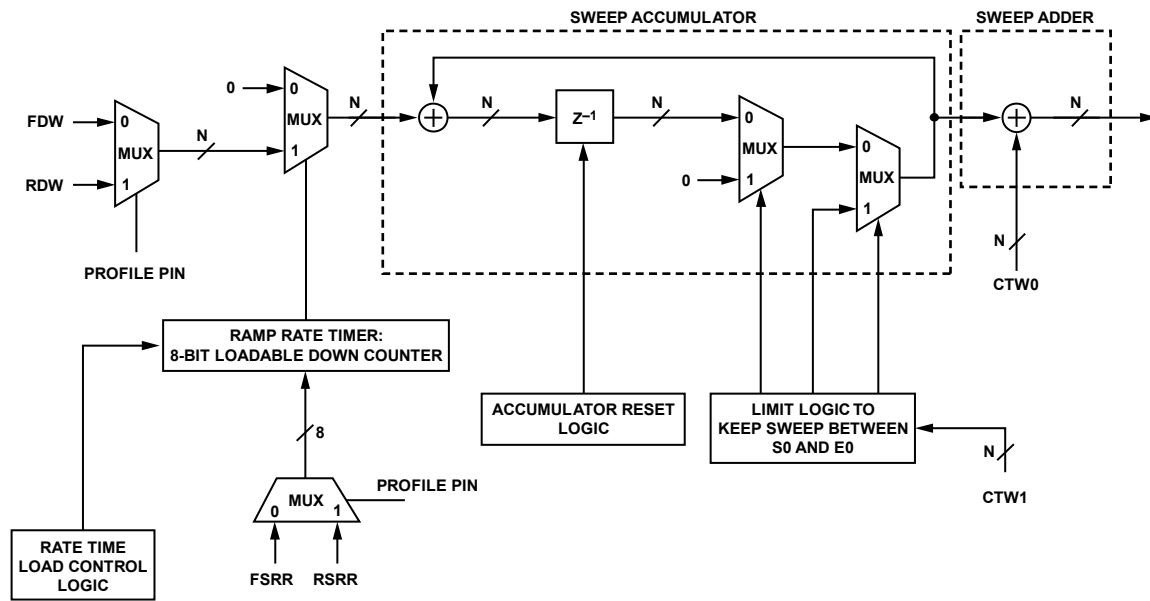 SWEEP ACCUMULATOR
SWEEP ADDER
FDW
RDW
0
MUX
1
PROFILE PIN
N
0
0
MUX
1
N
+
N
Z⁻¹
N
0
MUX
1
0
0
MUX
1
+
N
N
CTW0
RAMP RATE TIMER:
8-BIT LOADABLE DOWN COUNTER
8
MUX
0 1
PROFILE PIN
FSRR
RSRR
RATE TIME
LOAD CONTROL
LOGIC
ACCUMULATOR RESET
LOGIC
LIMIT LOGIC TO
KEEP SWEEP BETWEEN
S0 AND E0
N
CTW1